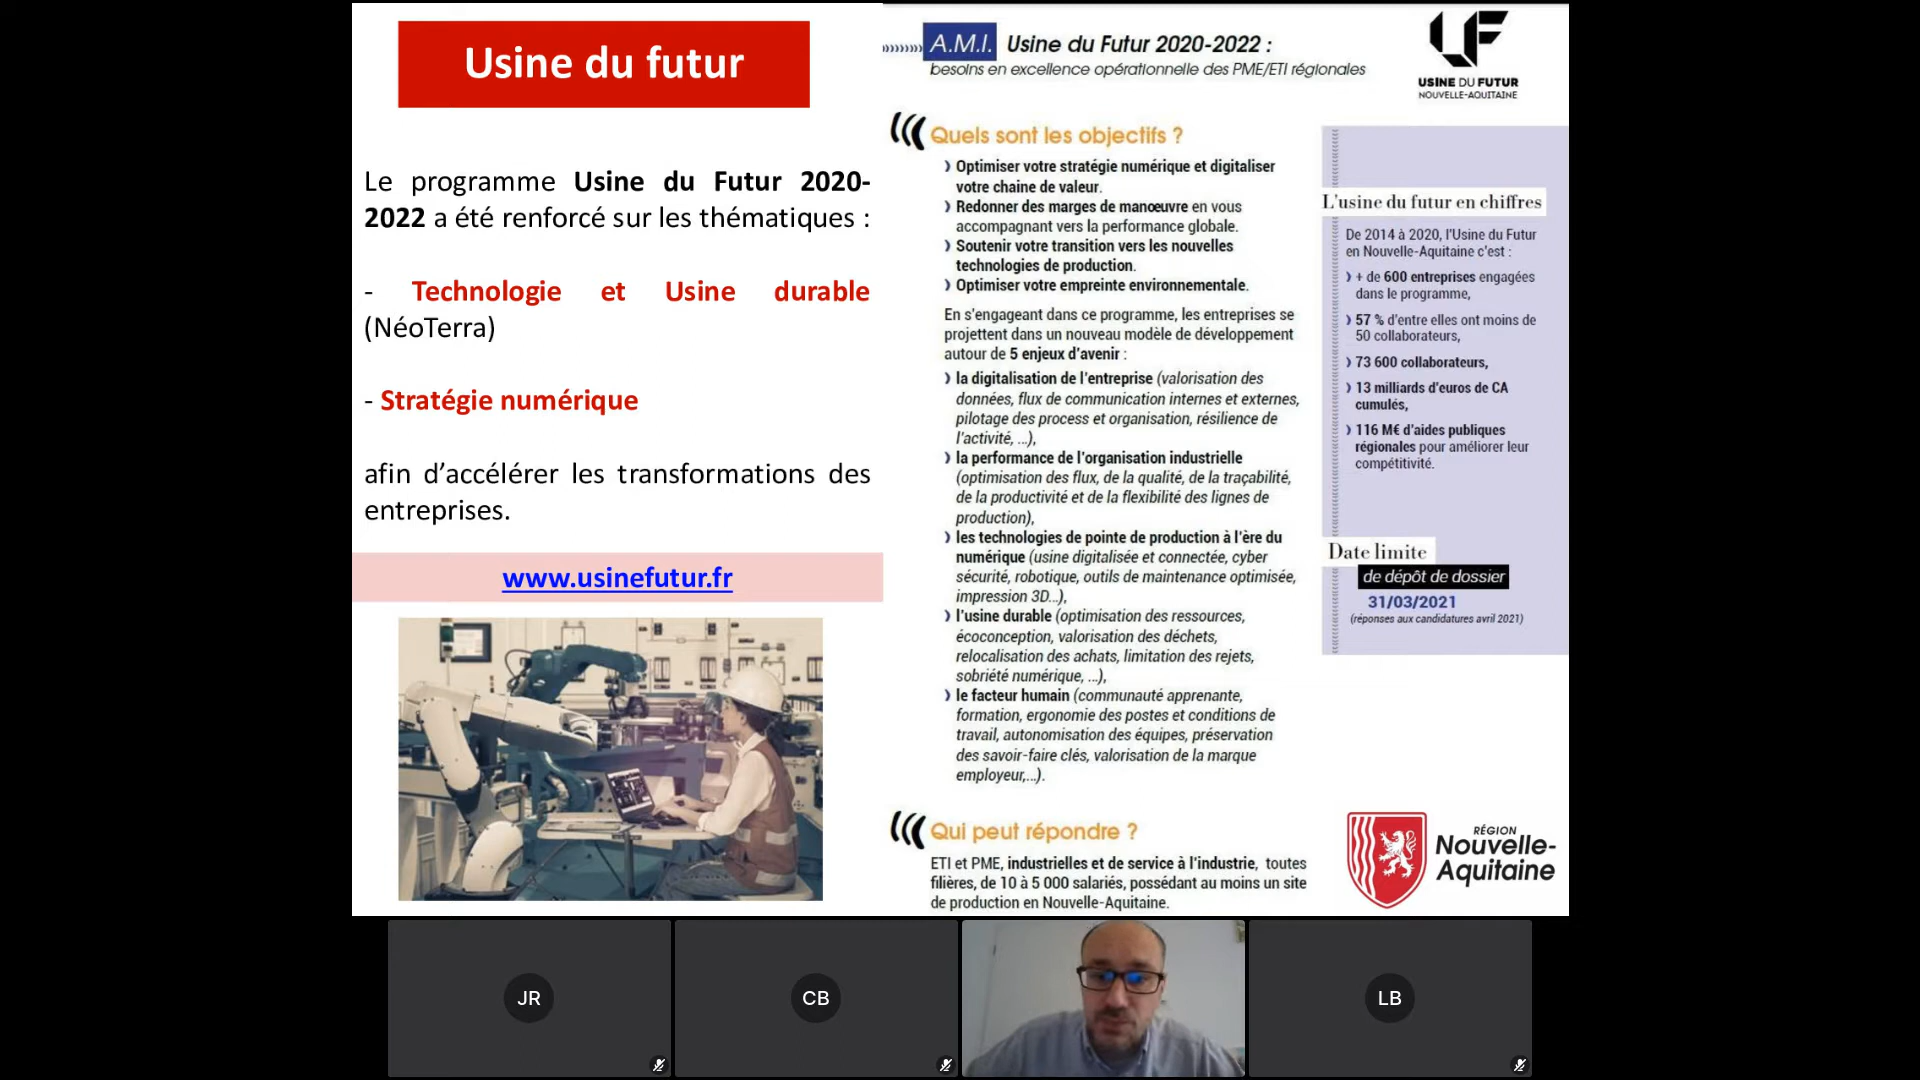 Usine du futur
Le programme Usine du Futur 2020-
2022 a été renforcé sur les thématiques :
- Technologie et Usine durable
(NéoTerra)
- Stratégie numérique
afin d’accélérer les transformations des
entreprises.
www.usinefutur.fr
A.M.I. Usine du Futur 2020-2022 :
besoins en excellence opérationnelle des PME/ETI régionales
UF
USINE DU FUTUR
NOUVELLE-AQUITAINE
Quels sont les objectifs ?
❯ Optimiser votre stratégie numérique et digitaliser
votre chaine de valeur.
❯ Redonner des marges de manœuvre en vous
accompagnant vers la performance globale.
❯ Soutenir votre transition vers les nouvelles
technologies de production.
❯ Optimiser votre empreinte environnementale.
En s'engageant dans ce programme, les entreprises se
projettent dans un nouveau modèle de développement
autour de 5 enjeux d'avenir :
❯ la digitalisation de l'entreprise (valorisation des
données, flux de communication internes et externes,
pilotage des process et organisation, résilience de
l'activité, ...),
❯ la performance de l'organisation industrielle
(optimisation des flux, de la qualité, de la traçabilité,
de la productivité et de la flexibilité des lignes de
production),
❯ les technologies de pointe de production à l'ère du
numérique (usine digitalisée et connectée, cyber
sécurité, robotique, outils de maintenance optimisée,
impression 3D...),
❯ l'usine durable (optimisation des ressources,
écoconception, valorisation des déchets,
relocalisation des achats, limitation des rejets,
sobriété numérique, ...),
❯ le facteur humain (communauté apprenante,
formation, ergonomie des postes et conditions de
travail, autonomisation des équipes, préservation
des savoir-faire clés, valorisation de la marque
employeur,...).
Qui peut répondre ?
ETI et PME, industrielles et de service à l'industrie, toutes
filières, de 10 à 5 000 salariés, possédant au moins un site
de production en Nouvelle-Aquitaine.
L'usine du futur en chiffres
De 2014 à 2020, l'Usine du Futur
en Nouvelle-Aquitaine c'est :
❯ + de 600 entreprises engagées
dans le programme,
❯ 57 % d'entre elles ont moins de
50 collaborateurs,
❯ 73 600 collaborateurs,
❯ 13 milliards d'euros de CA
cumulés,
❯ 116 M€ d'aides publiques
régionales pour améliorer leur
compétitivité.
Date limite
de dépôt de dossier
31/03/2021
(réponses aux candidatures avril 2021)
RÉGION
Nouvelle-
Aquitaine
JR
CB
LB